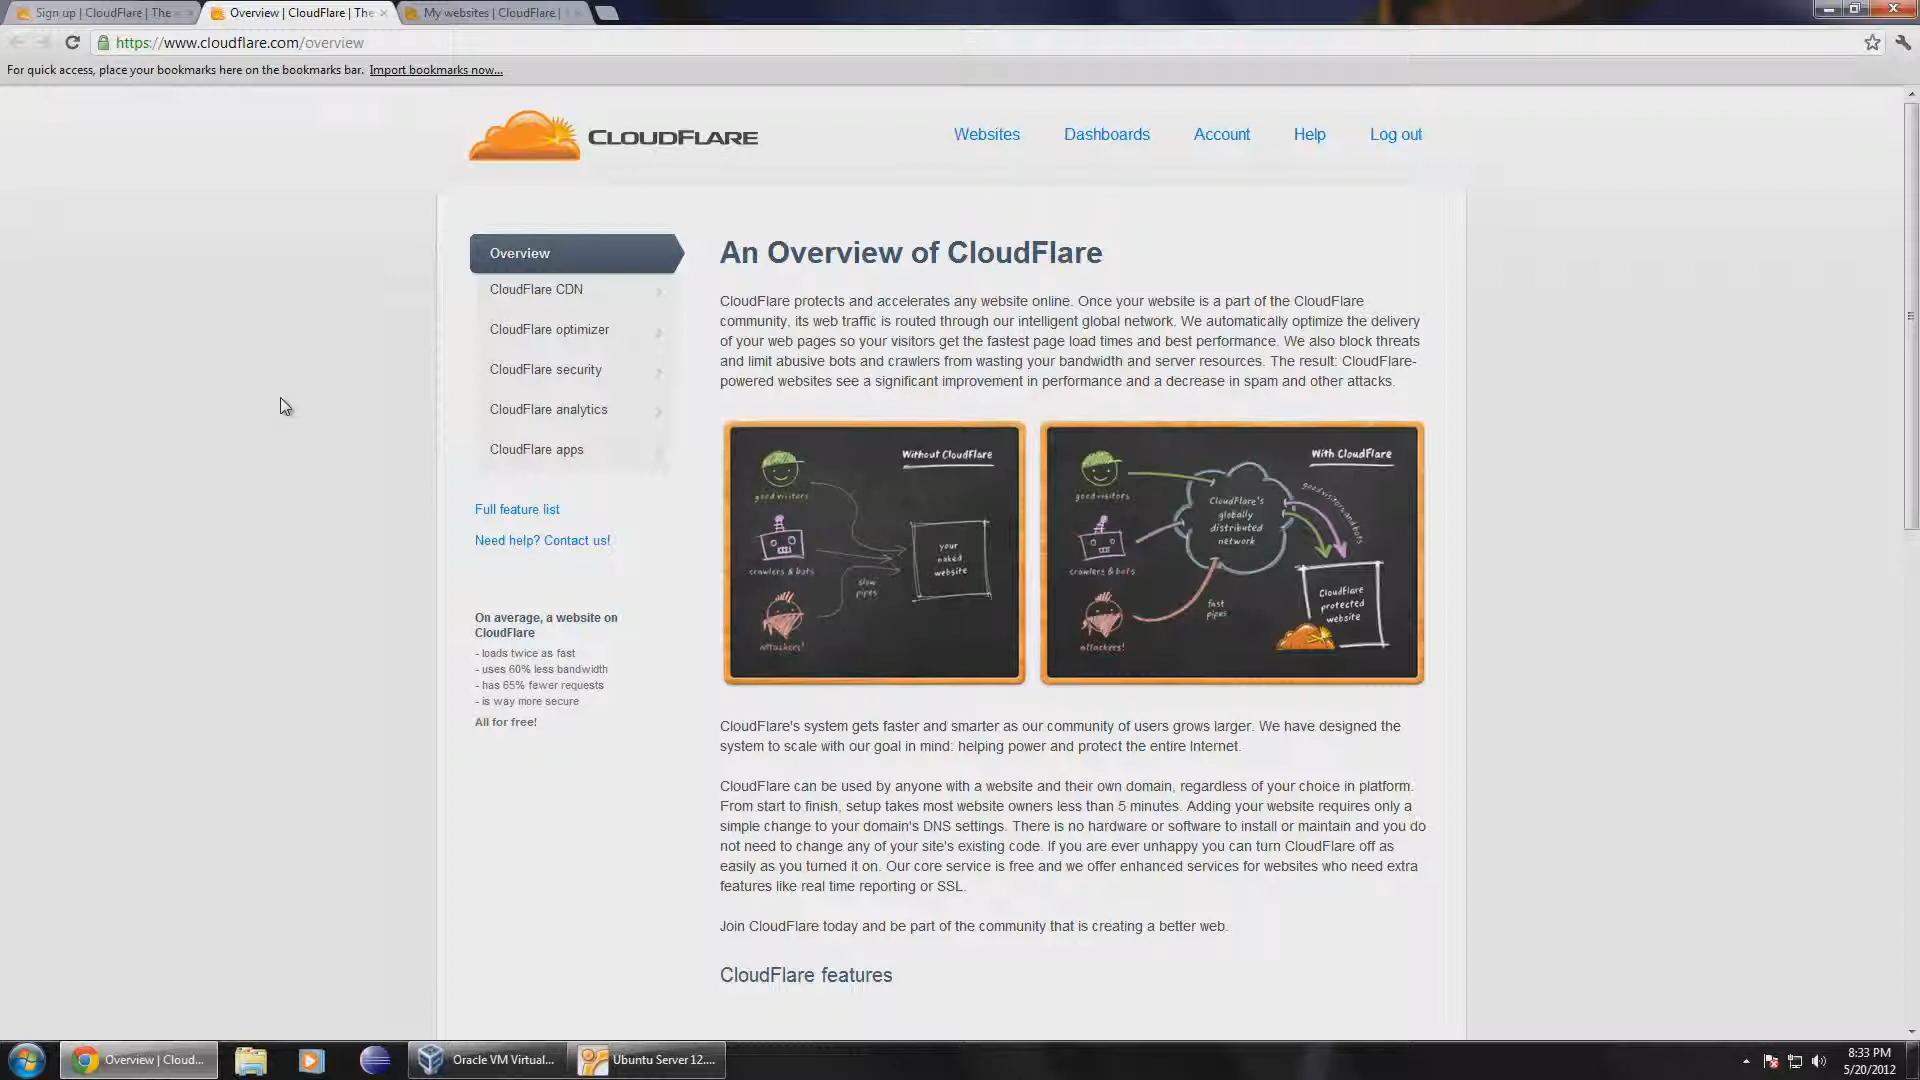 Sign up | CloudFlare | The
Overview | CloudFlare | The
My websites | CloudFlare |
https://www.cloudflare.com/overview
For quick access, place your bookmarks here on the bookmarks bar. Import bookmarks now...
CLOUDFLARE
Websites
Dashboards
Account
Help
Log out
Overview
CloudFlare CDN
CloudFlare optimizer
CloudFlare security
CloudFlare analytics
CloudFlare apps
Full feature list
Need help? Contact us!
On average, a website on
CloudFlare
- loads twice as fast
- uses 60% less bandwidth
- has 65% fewer requests
- is way more secure
All for free!
An Overview of CloudFlare
CloudFlare protects and accelerates any website online. Once your website is a part of the CloudFlare
community, its web traffic is routed through our intelligent global network. We automatically optimize the delivery
of your web pages so your visitors get the fastest page load times and best performance. We also block threats
and limit abusive bots and crawlers from wasting your bandwidth and server resources. The result: CloudFlare-
powered websites see a significant improvement in performance and a decrease in spam and other attacks.
Without CloudFlare
good visitors
crawlers & bots
attackers!
slow
pipes
your
naked
website
With CloudFlare
good visitors
crawlers & bots
attackers!
CloudFlare's
globally
distributed
network
good visitors and bots
fast
pipes
CloudFlare
protected
website
CloudFlare's system gets faster and smarter as our community of users grows larger. We have designed the
system to scale with our goal in mind: helping power and protect the entire Internet.
CloudFlare can be used by anyone with a website and their own domain, regardless of your choice in platform.
From start to finish, setup takes most website owners less than 5 minutes. Adding your website requires only a
simple change to your domain's DNS settings. There is no hardware or software to install or maintain and you do
not need to change any of your site's existing code. If you are ever unhappy you can turn CloudFlare off as
easily as you turned it on. Our core service is free and we offer enhanced services for websites who need extra
features like real time reporting or SSL.
Join CloudFlare today and be part of the community that is creating a better web.
CloudFlare features
Overview | Cloud...
Oracle VM Virtual...
Ubuntu Server 12....
8:33 PM
5/20/2012